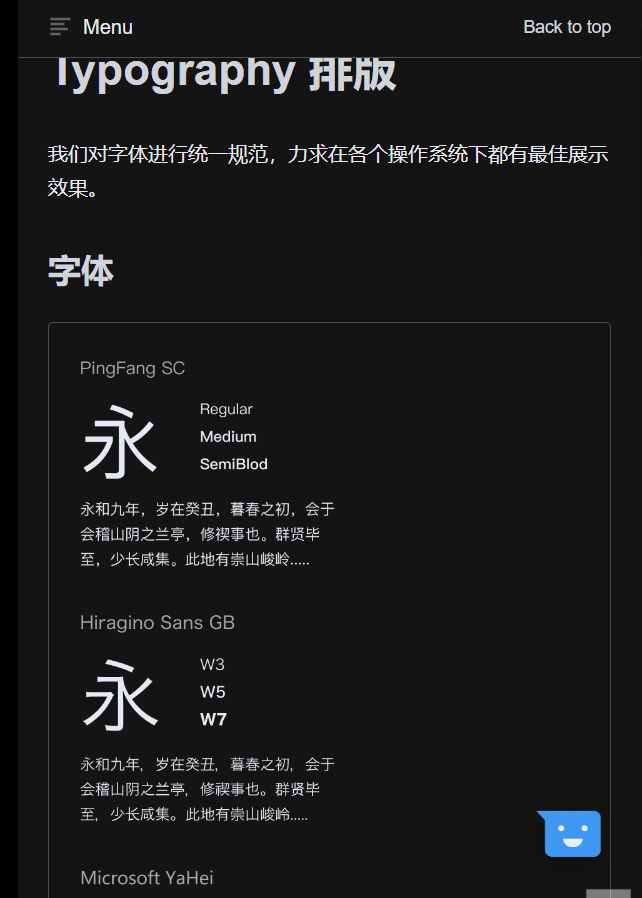 Menu
Back to top
Typography 排版
我们对字体进行统一规范，力求在各个操作系统下都有最佳展示
效果。
字体
PingFang SC
永
Regular
Medium
SemiBlod
永和九年，岁在癸丑，暮春之初，会于
会稽山阴之兰亭，修禊事也。群贤毕
至，少长咸集。此地有崇山峻岭.....
Hiragino Sans GB
永
W3
W5
W7
永和九年，岁在癸丑，暮春之初，会于
会稽山阴之兰亭，修禊事也。群贤毕
至，少长咸集。此地有崇山峻岭.....
Microsoft YaHei